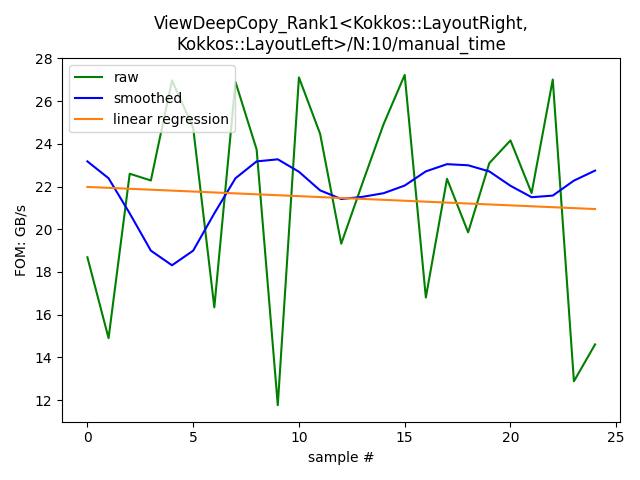 ViewDeepCopy_Rank1<Kokkos::LayoutRight,
Kokkos::LayoutLeft>/N:10/manual_time
raw
smoothed
linear regression
FOM: GB/s
28
26
24
22
20
18
16
14
12
0
5
10
15
20
25
sample #